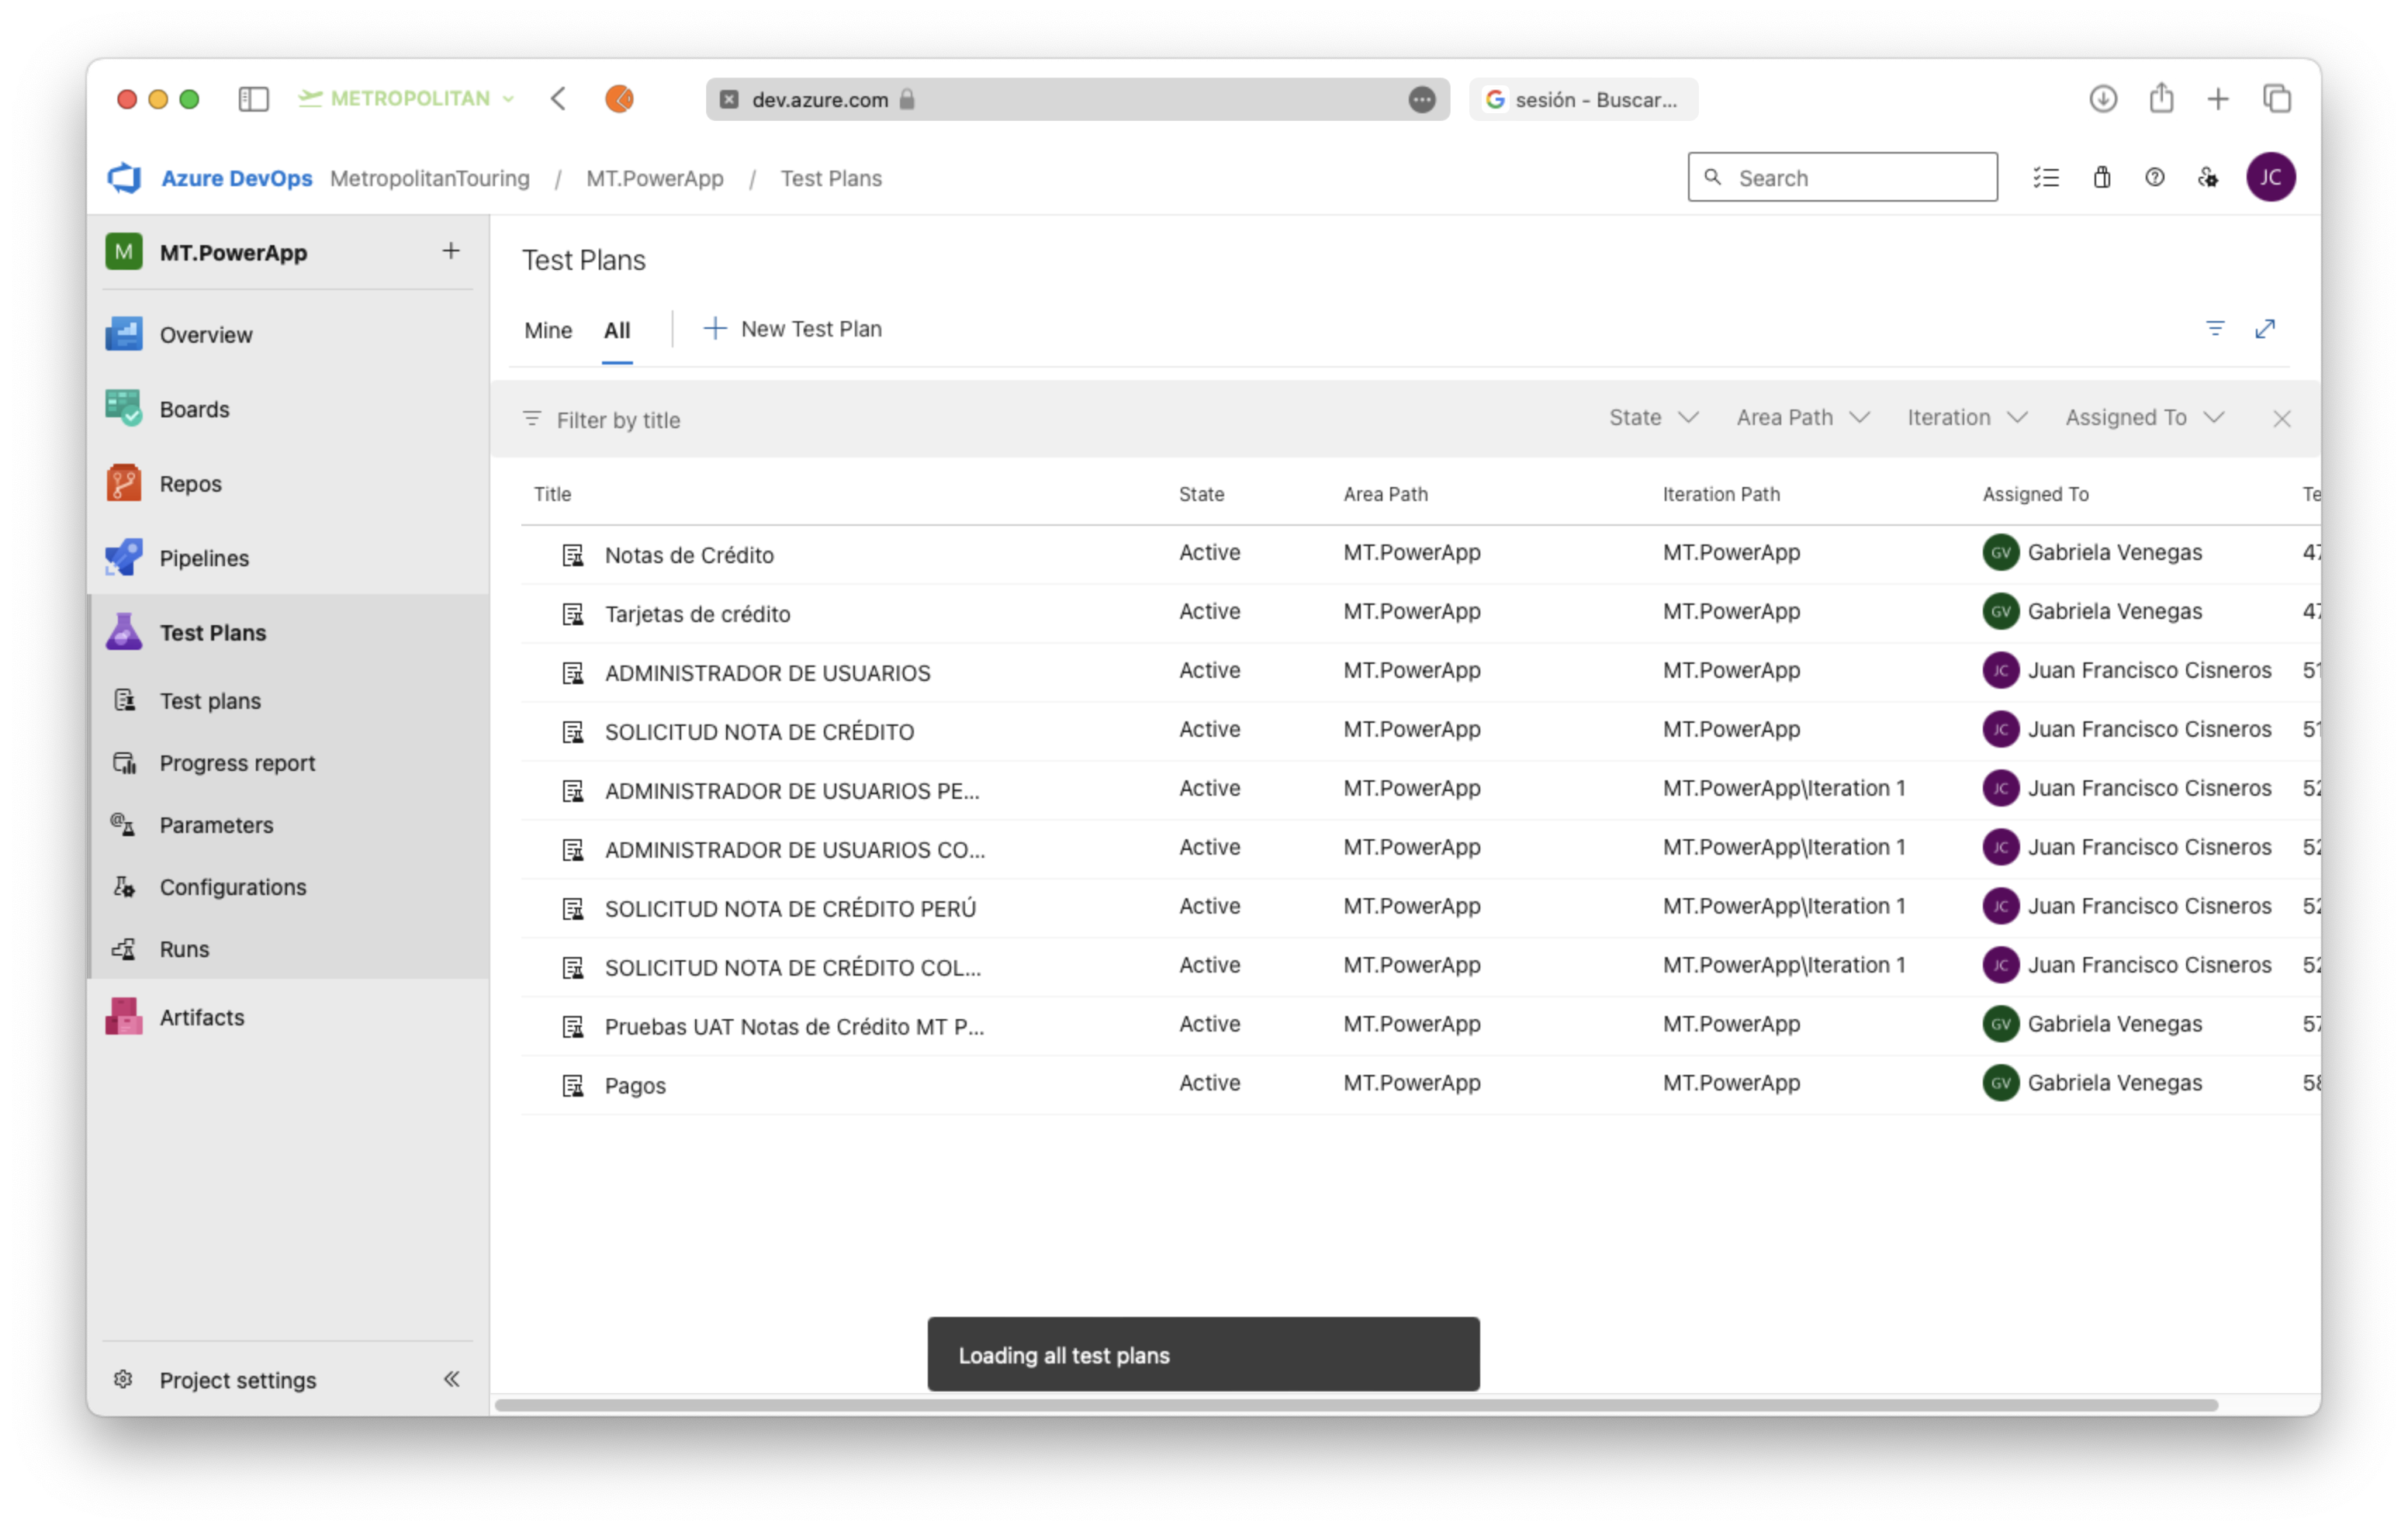 METROPOLITAN
dev.azure.com
sesión - Buscar...
Azure DevOps MetropolitanTouring / MT.PowerApp / Test Plans
Search
JC
M MT.PowerApp
Overview
Boards
Repos
Pipelines
Test Plans
Test plans
Progress report
Parameters
Configurations
Runs
Artifacts
Project settings
Test Plans
Mine All New Test Plan
Filter by title State Area Path Iteration Assigned To
Title State Area Path Iteration Path Assigned To Te
Notas de Crédito Active MT.PowerApp MT.PowerApp GV Gabriela Venegas 47
Tarjetas de crédito Active MT.PowerApp MT.PowerApp GV Gabriela Venegas 47
ADMINISTRADOR DE USUARIOS Active MT.PowerApp MT.PowerApp JC Juan Francisco Cisneros 51
SOLICITUD NOTA DE CRÉDITO Active MT.PowerApp MT.PowerApp JC Juan Francisco Cisneros 51
ADMINISTRADOR DE USUARIOS PE... Active MT.PowerApp MT.PowerApp\Iteration 1 JC Juan Francisco Cisneros 52
ADMINISTRADOR DE USUARIOS CO... Active MT.PowerApp MT.PowerApp\Iteration 1 JC Juan Francisco Cisneros 52
SOLICITUD NOTA DE CRÉDITO PERÚ Active MT.PowerApp MT.PowerApp\Iteration 1 JC Juan Francisco Cisneros 52
SOLICITUD NOTA DE CRÉDITO COL... Active MT.PowerApp MT.PowerApp\Iteration 1 JC Juan Francisco Cisneros 52
Pruebas UAT Notas de Crédito MT P... Active MT.PowerApp MT.PowerApp GV Gabriela Venegas 57
Pagos Active MT.PowerApp MT.PowerApp GV Gabriela Venegas 58
Loading all test plans